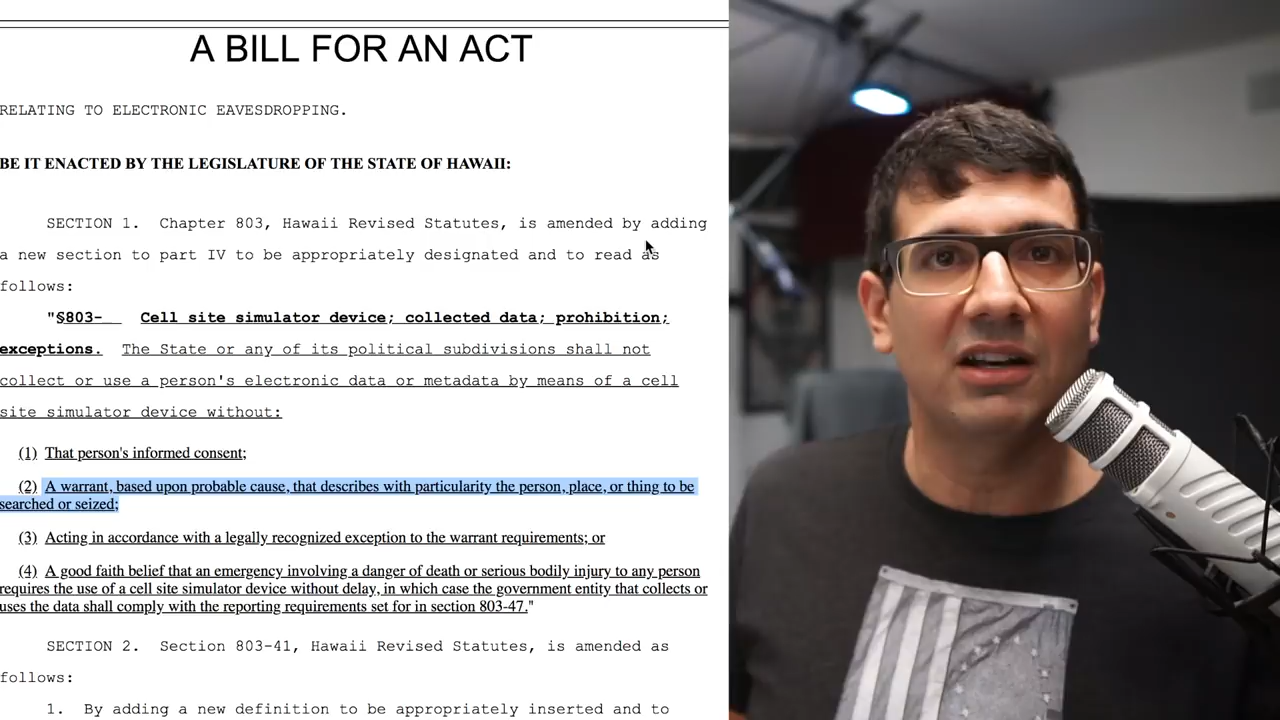 A BILL FOR AN ACT
RELATING TO ELECTRONIC EAVESDROPPING.
BE IT ENACTED BY THE LEGISLATURE OF THE STATE OF HAWAII:
SECTION 1. Chapter 803, Hawaii Revised Statutes, is amended by adding
a new section to part IV to be appropriately designated and to read as
follows:
"§803-__ Cell site simulator device; collected data; prohibition;
exceptions. The State or any of its political subdivisions shall not
collect or use a person's electronic data or metadata by means of a cell
site simulator device without:
(1) That person's informed consent;
(2) A warrant, based upon probable cause, that describes with particularity the person, place, or thing to be
searched or seized;
(3) Acting in accordance with a legally recognized exception to the warrant requirements; or
(4) A good faith belief that an emergency involving a danger of death or serious bodily injury to any person
requires the use of a cell site simulator device without delay, in which case the government entity that collects or
uses the data shall comply with the reporting requirements set for in section 803-47."
SECTION 2. Section 803-41, Hawaii Revised Statutes, is amended as
follows:
1. By adding a new definition to be appropriately inserted and to